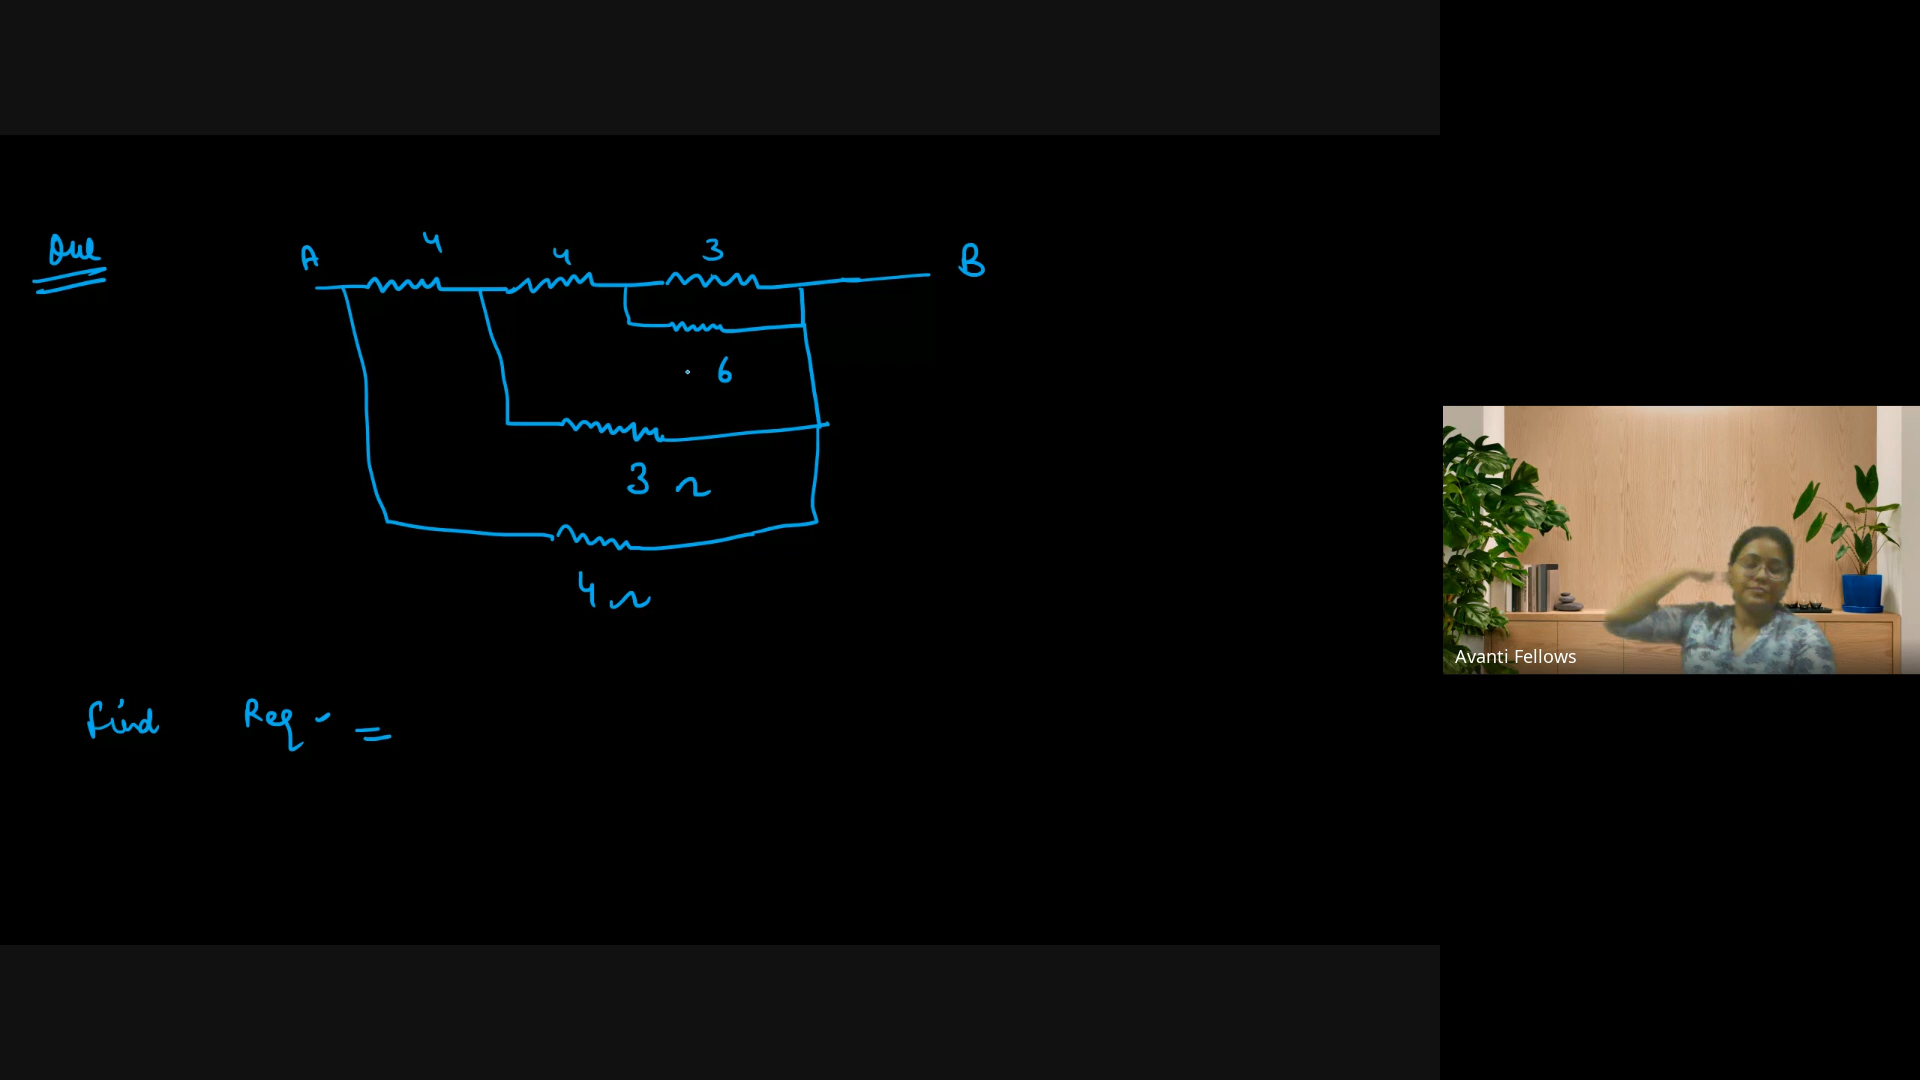 Que
A 4 4 3 B
6
3 Ω
4 Ω
Find Req. =
Avanti Fellows